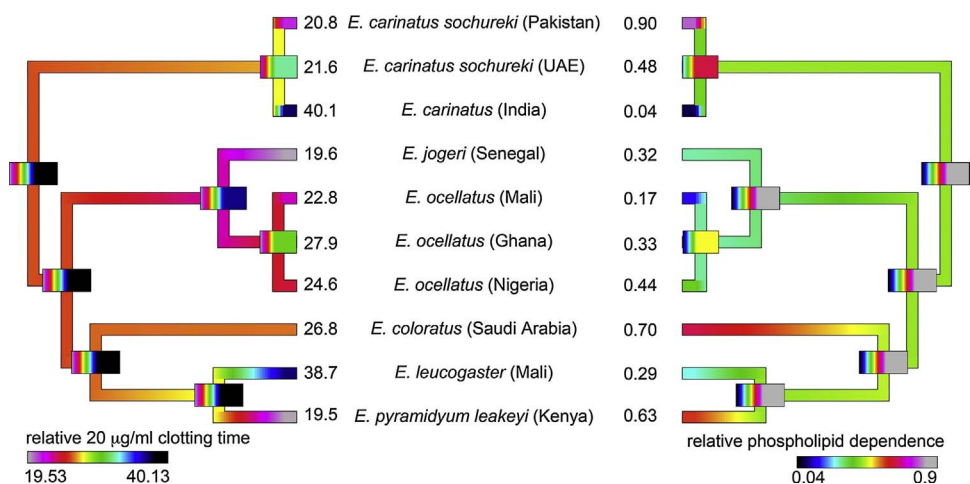 20.8 E. carinatus sochureki (Pakistan) 0.90
21.6 E. carinatus sochureki (UAE) 0.48
40.1 E. carinatus (India) 0.04
19.6 E. jogeri (Senegal) 0.32
22.8 E. ocellatus (Mali) 0.17
27.9 E. ocellatus (Ghana) 0.33
24.6 E. ocellatus (Nigeria) 0.44
26.8 E. coloratus (Saudi Arabia) 0.70
38.7 E. leucogaster (Mali) 0.29
19.5 E. pyramidyum leakeyi (Kenya) 0.63
relative 20 μg/ml clotting time
19.53 40.13
relative phospholipid dependence
0.04 0.9